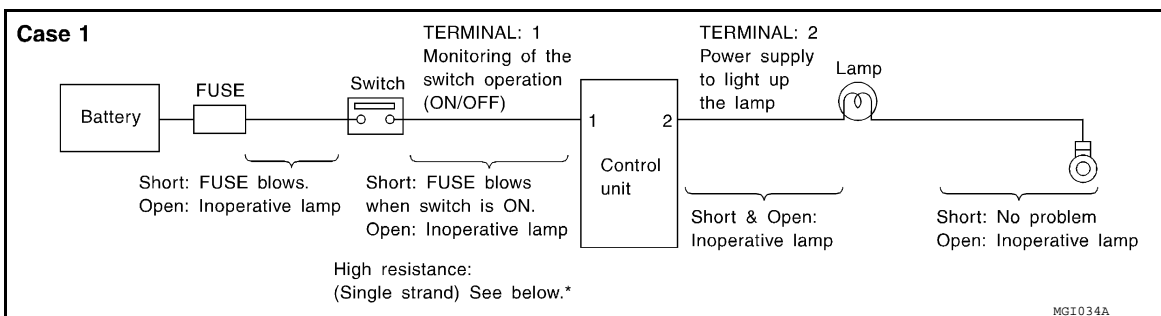 Case 1
TERMINAL: 1
Monitoring of the
switch operation
(ON/OFF)
TERMINAL: 2
Power supply
to light up
the lamp
Lamp
FUSE
Switch
Battery
1
2
Control
unit
Short: FUSE blows.
Open: Inoperative lamp
Short: FUSE blows
when switch is ON.
Open: Inoperative lamp
Short & Open:
Inoperative lamp
Short: No problem
Open: Inoperative lamp
High resistance:
(Single strand) See below.*
MGI034A